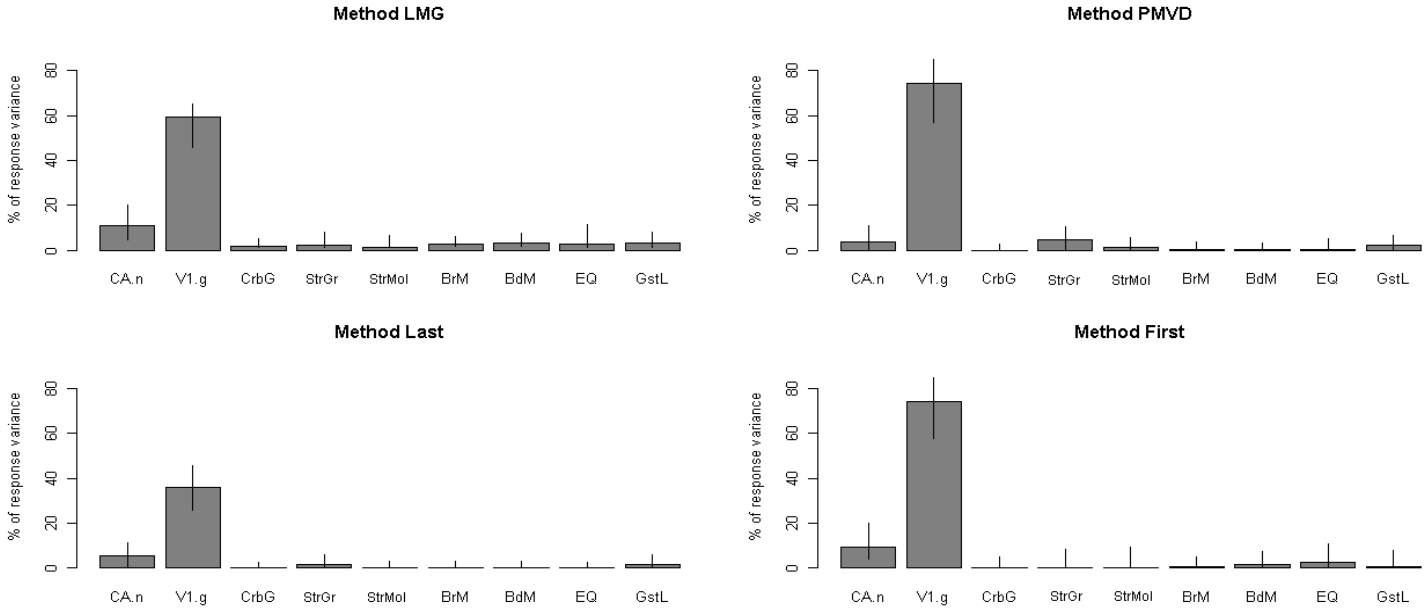 Method LMG
% of response variance
80
60
40
20
0
CA.n V1.g CrbG StrGr StrMol BrM BdM EQ GstL
Method PMVD
% of response variance
80
60
40
20
0
CA.n V1.g CrbG StrGr StrMol BrM BdM EQ GstL
Method Last
% of response variance
80
60
40
20
0
CA.n V1.g CrbG StrGr StrMol BrM BdM EQ GstL
Method First
% of response variance
80
60
40
20
0
CA.n V1.g CrbG StrGr StrMol BrM BdM EQ GstL